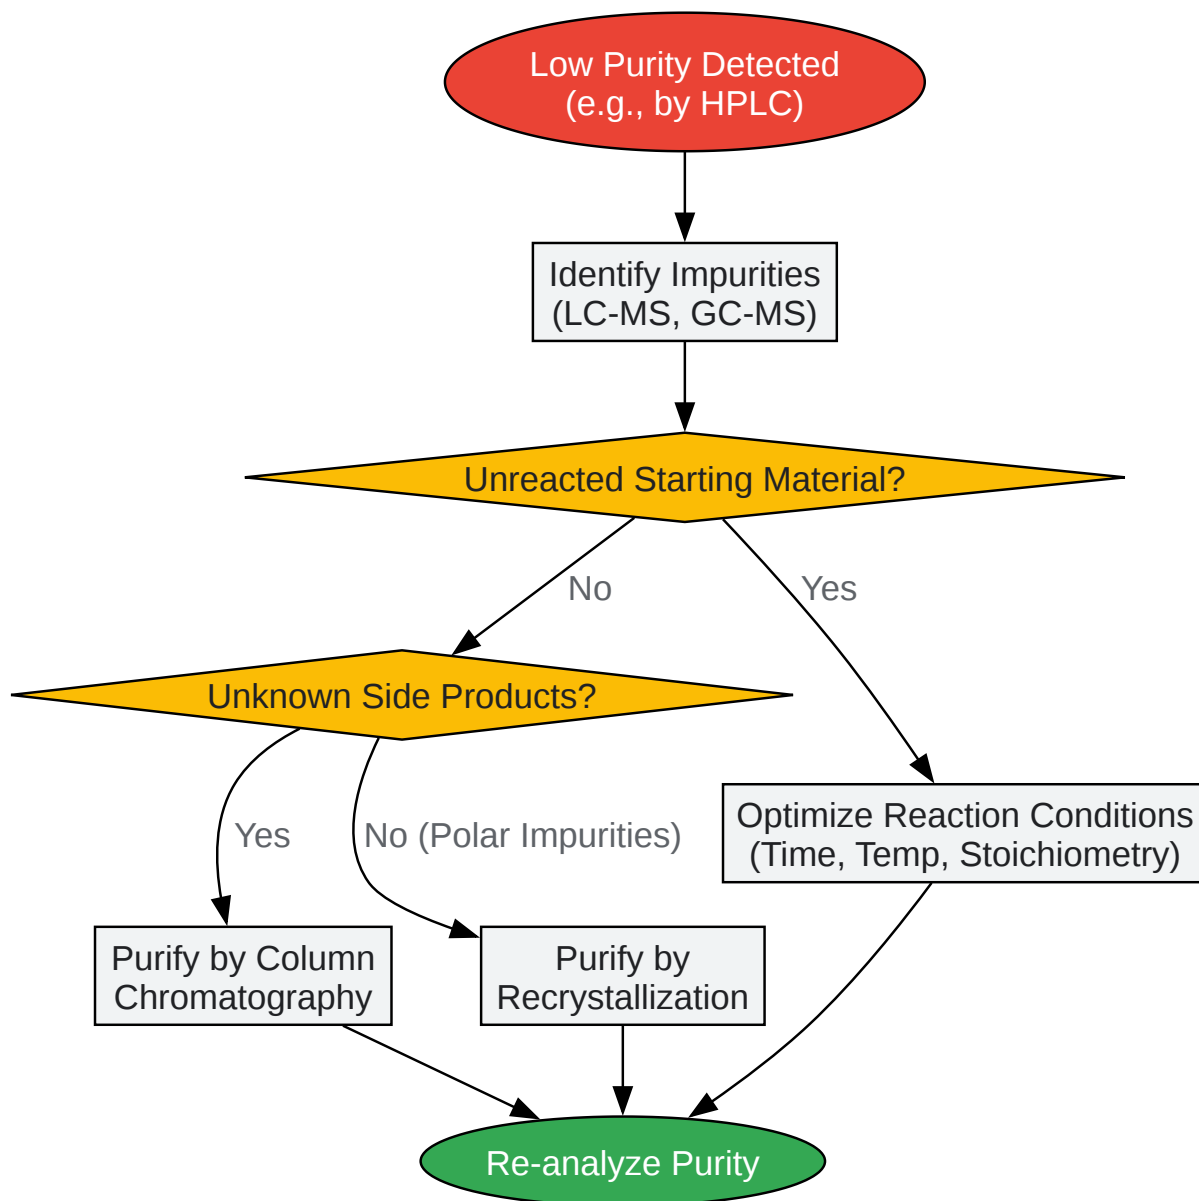 Low Purity Detected
(e.g., by HPLC)
Identify Impurities
(LC-MS, GC-MS)
Unreacted Starting Material?
No
Yes
Unknown Side Products?
Yes
No (Polar Impurities)
Optimize Reaction Conditions
(Time, Temp, Stoichiometry)
Purify by Column
Chromatography
Purify by
Recrystallization
Re-analyze Purity